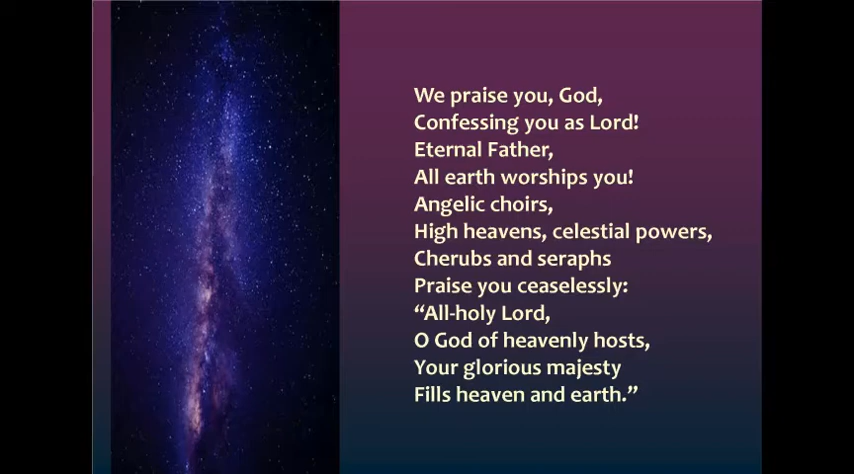 We praise you, God,
Confessing you as Lord!
Eternal Father,
All earth worships you!
Angelic choirs,
High heavens, celestial powers,
Cherubs and seraphs
Praise you ceaselessly:
“All-holy Lord,
O God of heavenly hosts,
Your glorious majesty
Fills heaven and earth.”